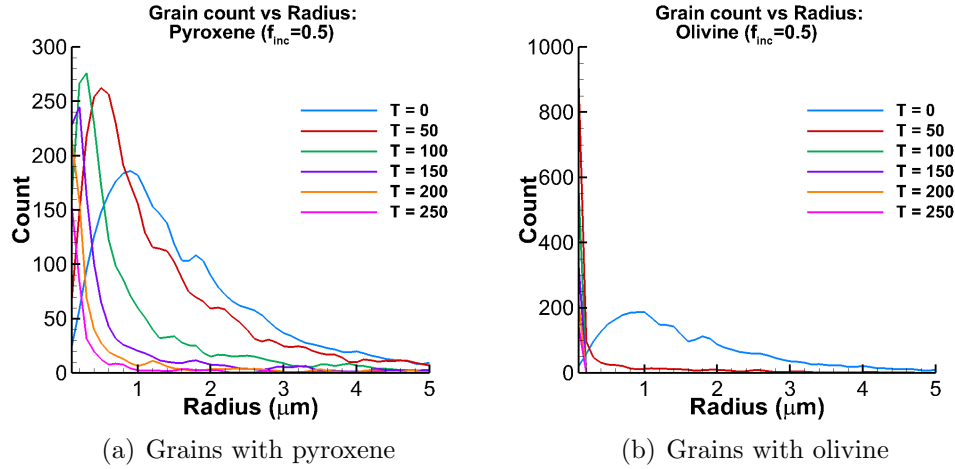 Grain count vs Radius:
Pyroxene (f_inc=0.5)
300
250
200
150
100
50
0
Count
T = 0
T = 50
T = 100
T = 150
T = 200
T = 250
1
2
3
4
5
Radius (μm)
(a) Grains with pyroxene
Grain count vs Radius:
Olivine (f_inc=0.5)
1000
800
600
400
200
0
Count
T = 0
T = 50
T = 100
T = 150
T = 200
T = 250
1
2
3
4
5
Radius (μm)
(b) Grains with olivine